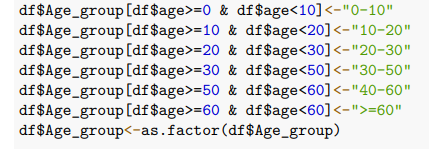 df$Age_group[df$age>=0 & df$age<10]<-"0-10"
df$Age_group[df$age>=10 & df$age<20]<-"10-20"
df$Age_group[df$age>=20 & df$age<30]<-"20-30"
df$Age_group[df$age>=30 & df$age<50]<-"30-50"
df$Age_group[df$age>=50 & df$age<60]<-"40-60"
df$Age_group[df$age>=60 & df$age<60]<-">=60"
df$Age_group<-as.factor(df$Age_group)